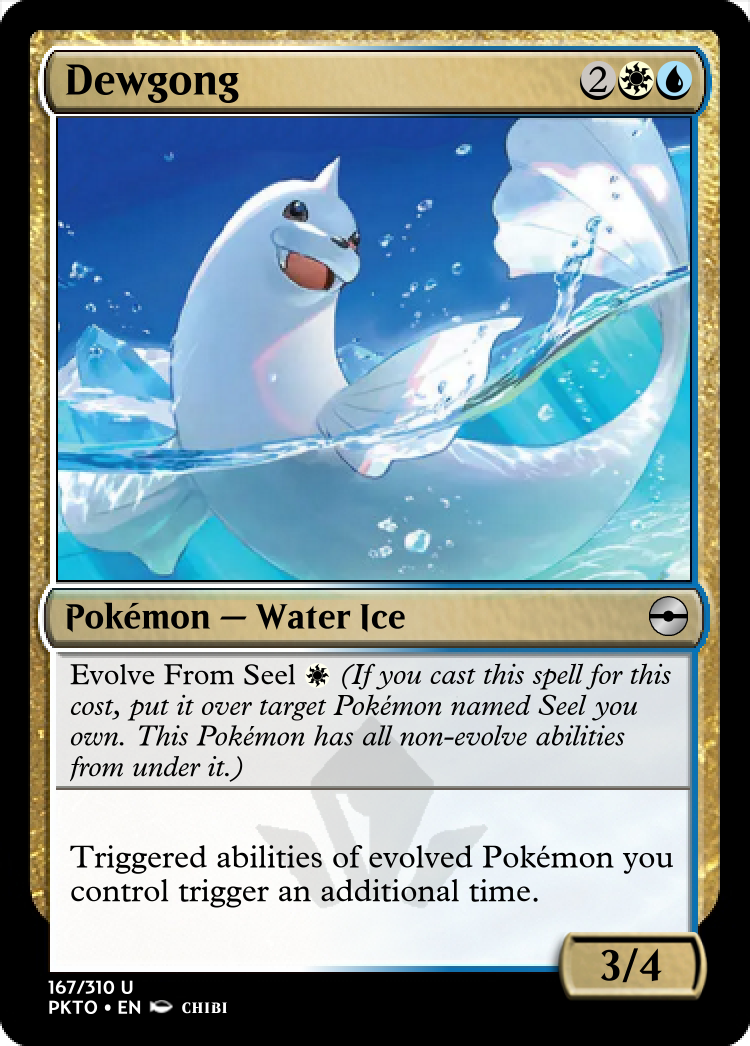 Dewgong 2
Pokémon — Water Ice
Evolve From Seel (If you cast this spell for this
cost, put it over target Pokémon named Seel you
own. This Pokémon has all non-evolve abilities
from under it.)
Triggered abilities of evolved Pokémon you
control trigger an additional time.
3/4
167/310 U
PKTO • EN CHIBI